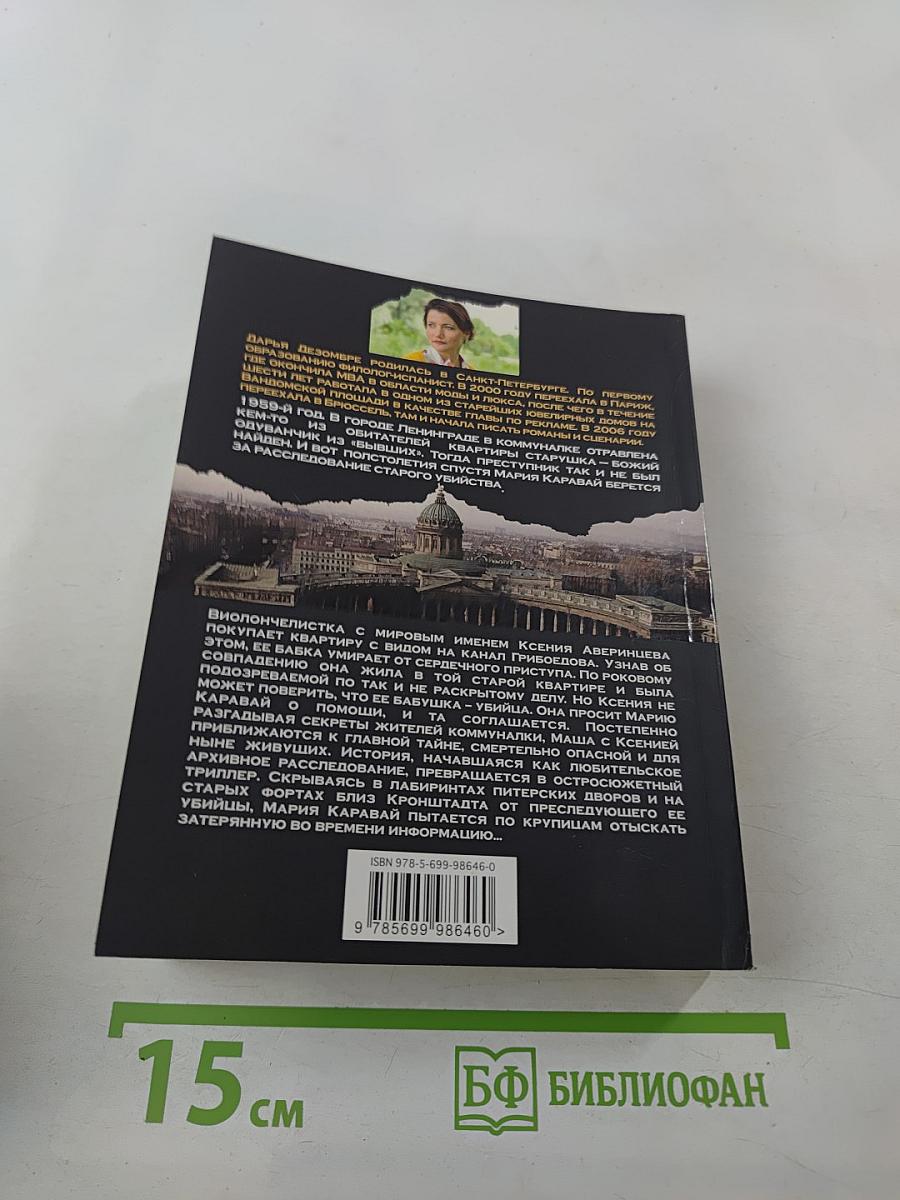 Дарья Дезомбре родилась в Санкт-Петербурге. По первому
образованию филолог-испанист. В 2000 году переехала в Париж,
где окончила MBA в области моды и люкса, после чего в течение
шести лет работала в одном из старейших ювелирных домов на
Вандомской площади в качестве главы по рекламе. В 2006 году
переехала в Брюссель, там и начала писать романы и сценарии.
1959-й год. В городе Ленинграде в коммуналке отравлена
кем-то из обитателей квартиры старушка – божий
одуванчик из «бывших». Тогда преступник так и не был
найден. И вот полстолетия спустя Мария Каравай берется
за расследование старого убийства.
Виолончелистка с мировым именем Ксения Аверинцева
покупает квартиру с видом на канал Грибоедова. Узнав об
этом, ее бабка умирает от сердечного приступа. По роковому
совпадению она жила в той старой квартире и была
подозреваемой по так и не раскрытому делу. Но Ксения не
может поверить, что ее бабушка – убийца. Она просит Марию
Каравай о помощи, и та соглашается. Постепенно
разгадывая секреты жителей коммуналки, Маша с Ксенией
приближаются к главной тайне, смертельно опасной и для
ныне живущих. История, начавшаяся как любительское
архивное расследование, превращается в остросюжетный
триллер. Скрываясь в лабиринтах питерских дворов и на
старых фортах близ Кронштадта от преследующего ее
убийцы, Мария Каравай пытается по крупицам отыскать
затерянную во времени информацию...
ISBN 978-5-699-98646-0
9 785699 986460 >
15 см
БФ БИБЛИОФАН